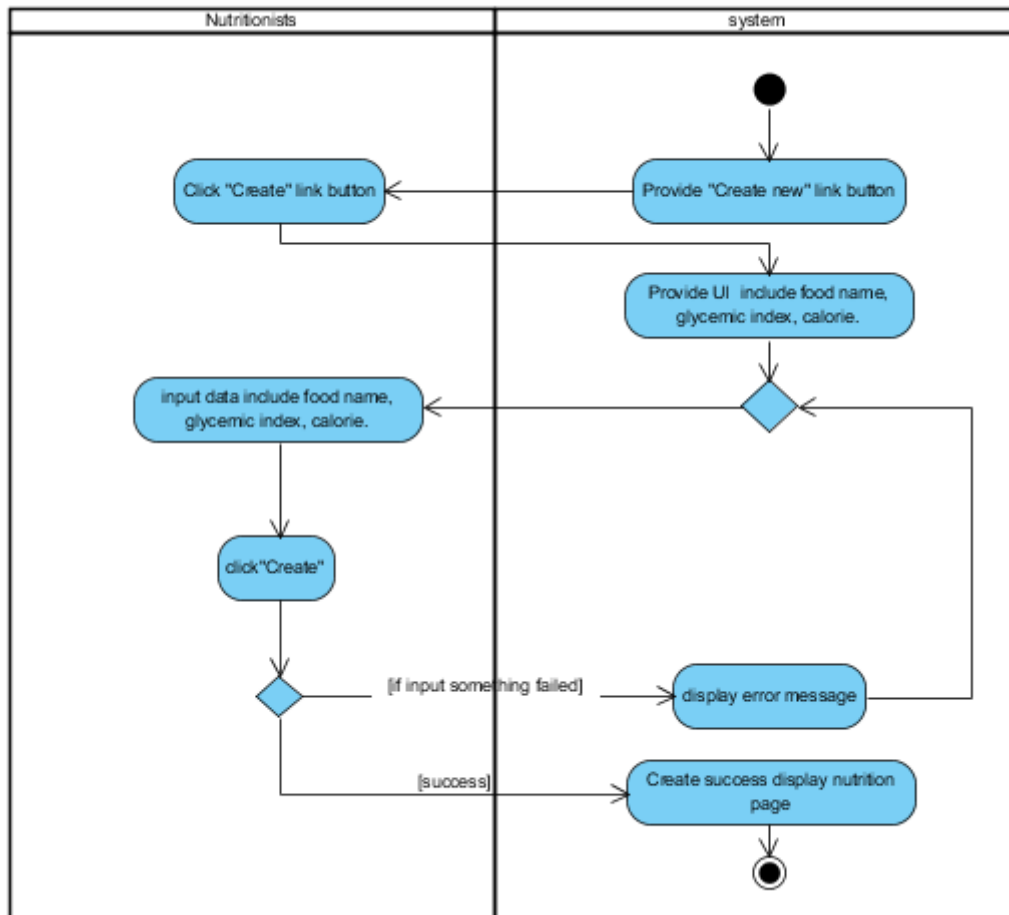 Nutritionists
system
Click "Create" link button
Provide "Create new" link button
Provide UI include food name,
glycemic index, calorie.
input data include food name,
glycemic index, calorie.
click"Create"
[if input something failed]
display error message
[success]
Create success display nutrition
page